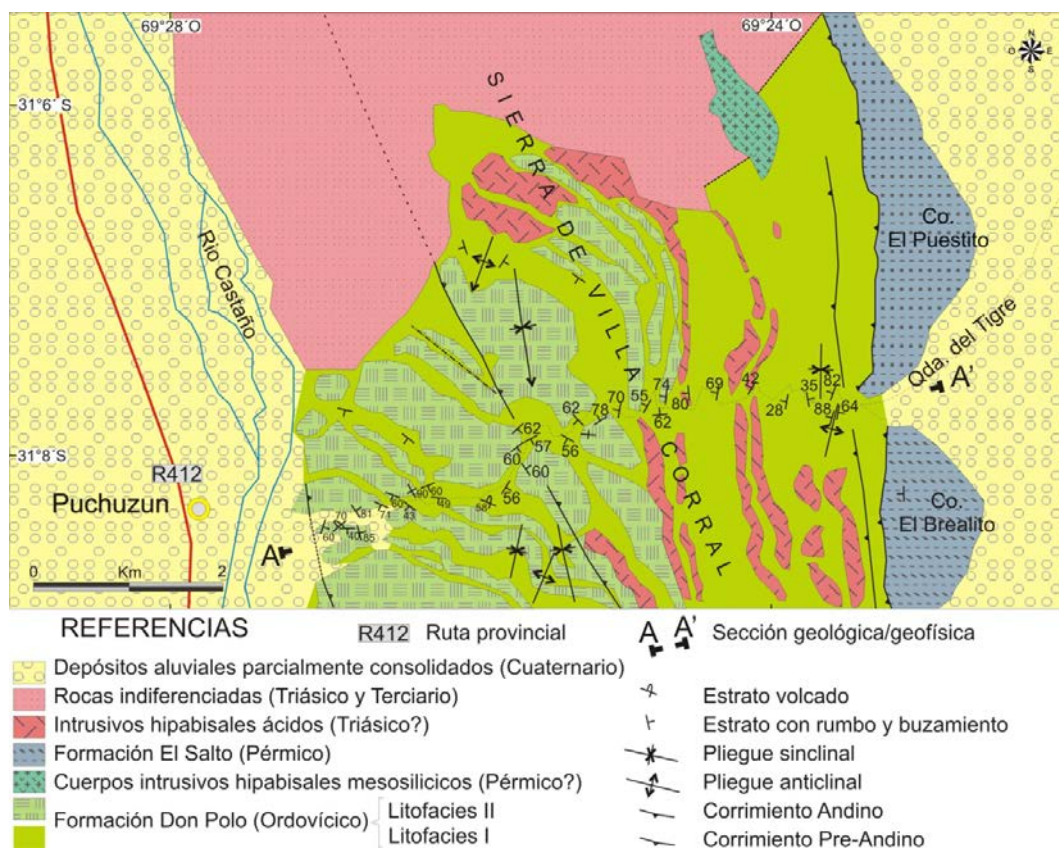 69°28´O
69°24´O
N
O E
S
31°6´S
SIERRA DE VILLA CORRAL
Río Castaño
Co.
El Puestito
Qda. del Tigre
A'
74
55
70
62
78
80
62
69
42
28
35
82
88
64
62
57
60
56
60
56
31°8'S
R412
Puchuzun
Co.
El Brealito
60
90
80
49
58
43
71
81
70
60
40
85
A
0 Km 2
REFERENCIAS
R412 Ruta provincial
A A' Sección geológica/geofísica
Depósitos aluviales parcialmente consolidados (Cuaternario)
Rocas indiferenciadas (Triásico y Terciario)
Intrusivos hipabisales ácidos (Triásico?)
Formación El Salto (Pérmico)
Cuerpos intrusivos hipabisales mesosilicicos (Pérmico?)
Formación Don Polo (Ordovícico)
Litofacies II
Litofacies I
Estrato volcado
Estrato con rumbo y buzamiento
Pliegue sinclinal
Pliegue anticlinal
Corrimiento Andino
Corrimiento Pre-Andino